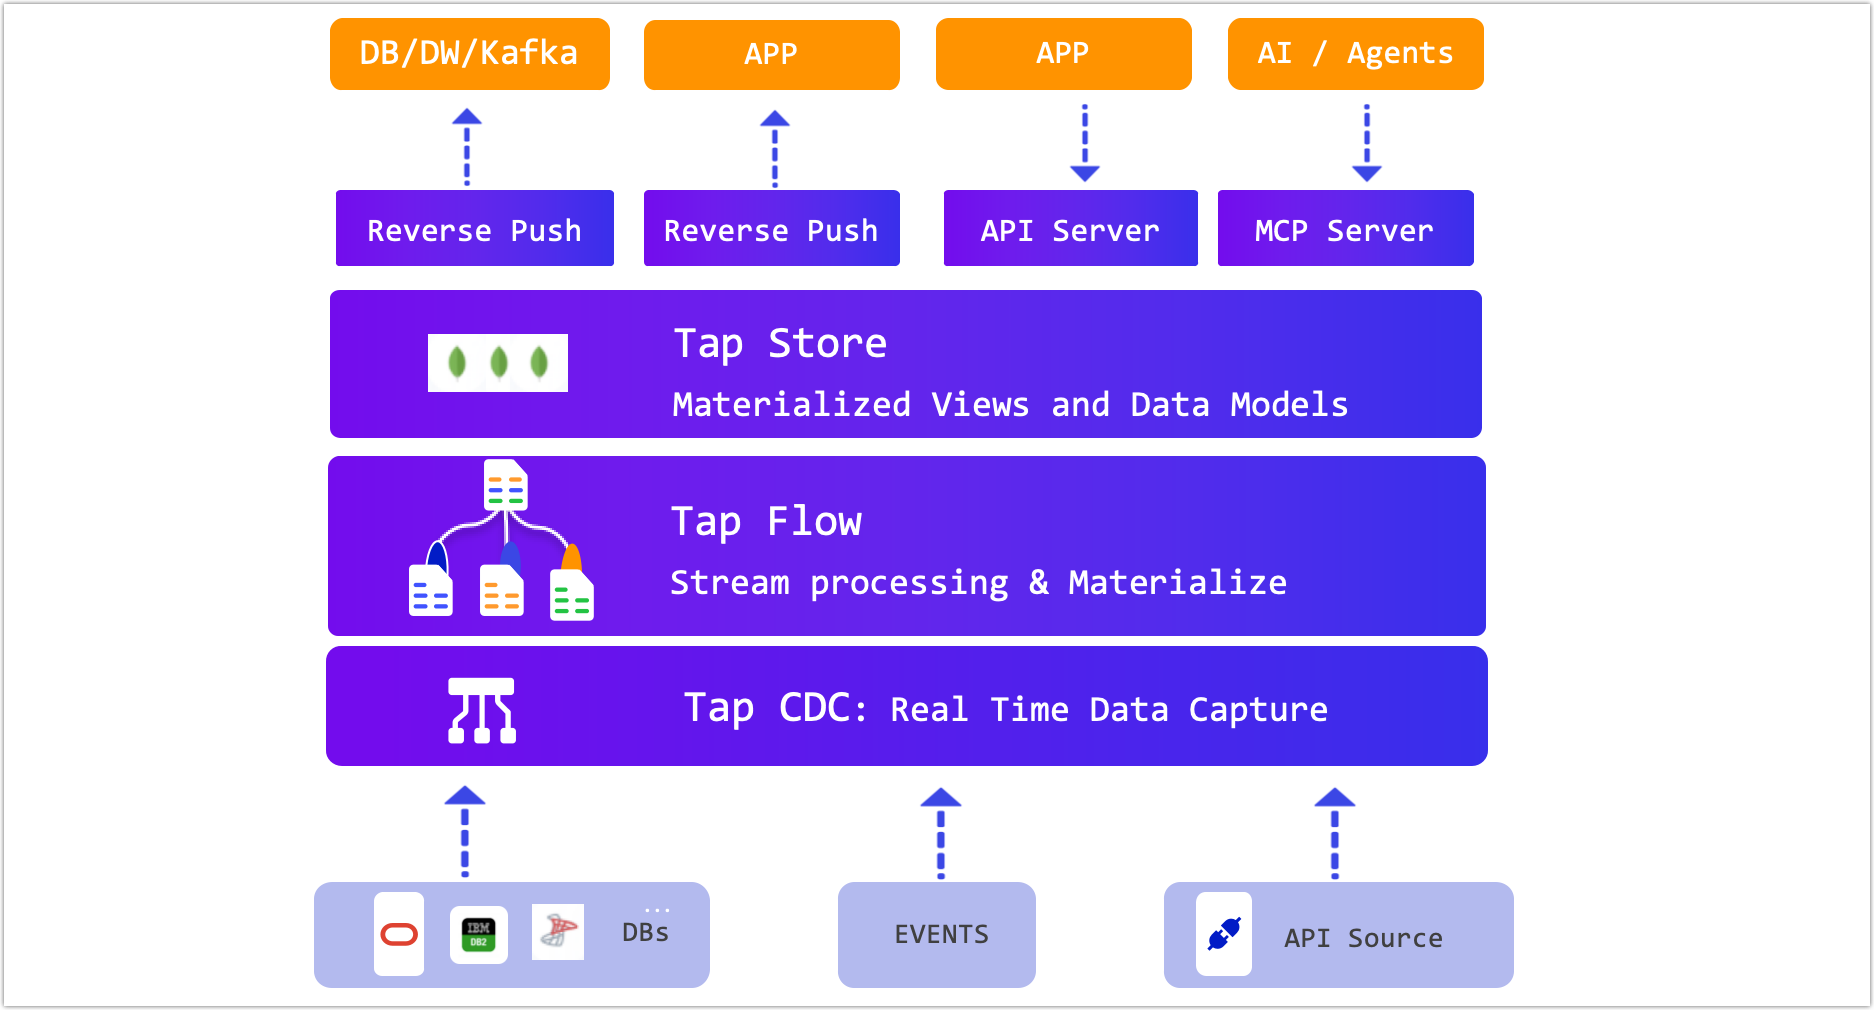 DB/DW/Kafka
APP
APP
AI / Agents
Reverse Push
Reverse Push
API Server
MCP Server
Tap Store
Materialized Views and Data Models
Tap Flow
Stream processing & Materialize
Tap CDC: Real Time Data Capture
IBM
DB2
...
DBs
EVENTS
API Source